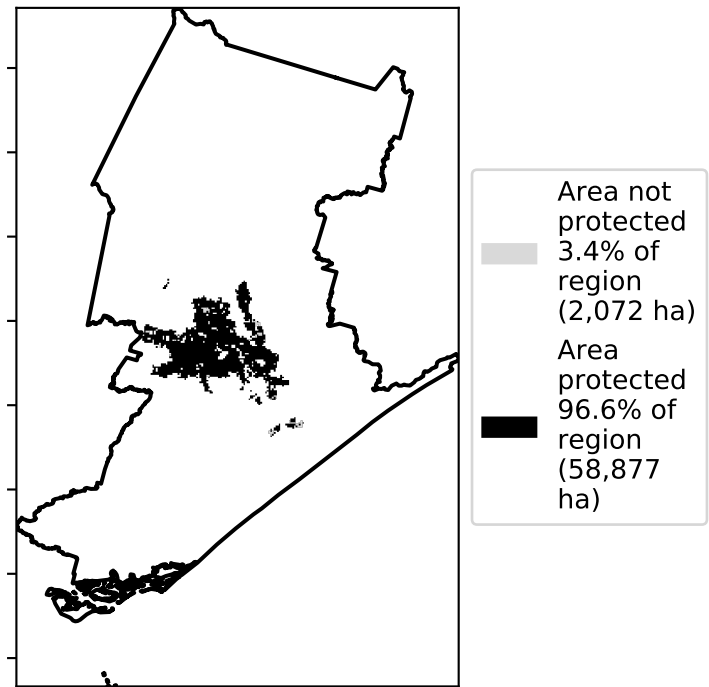 Area not
protected
3.4% of
region
(2,072 ha)
Area
protected
96.6% of
region
(58,877
ha)